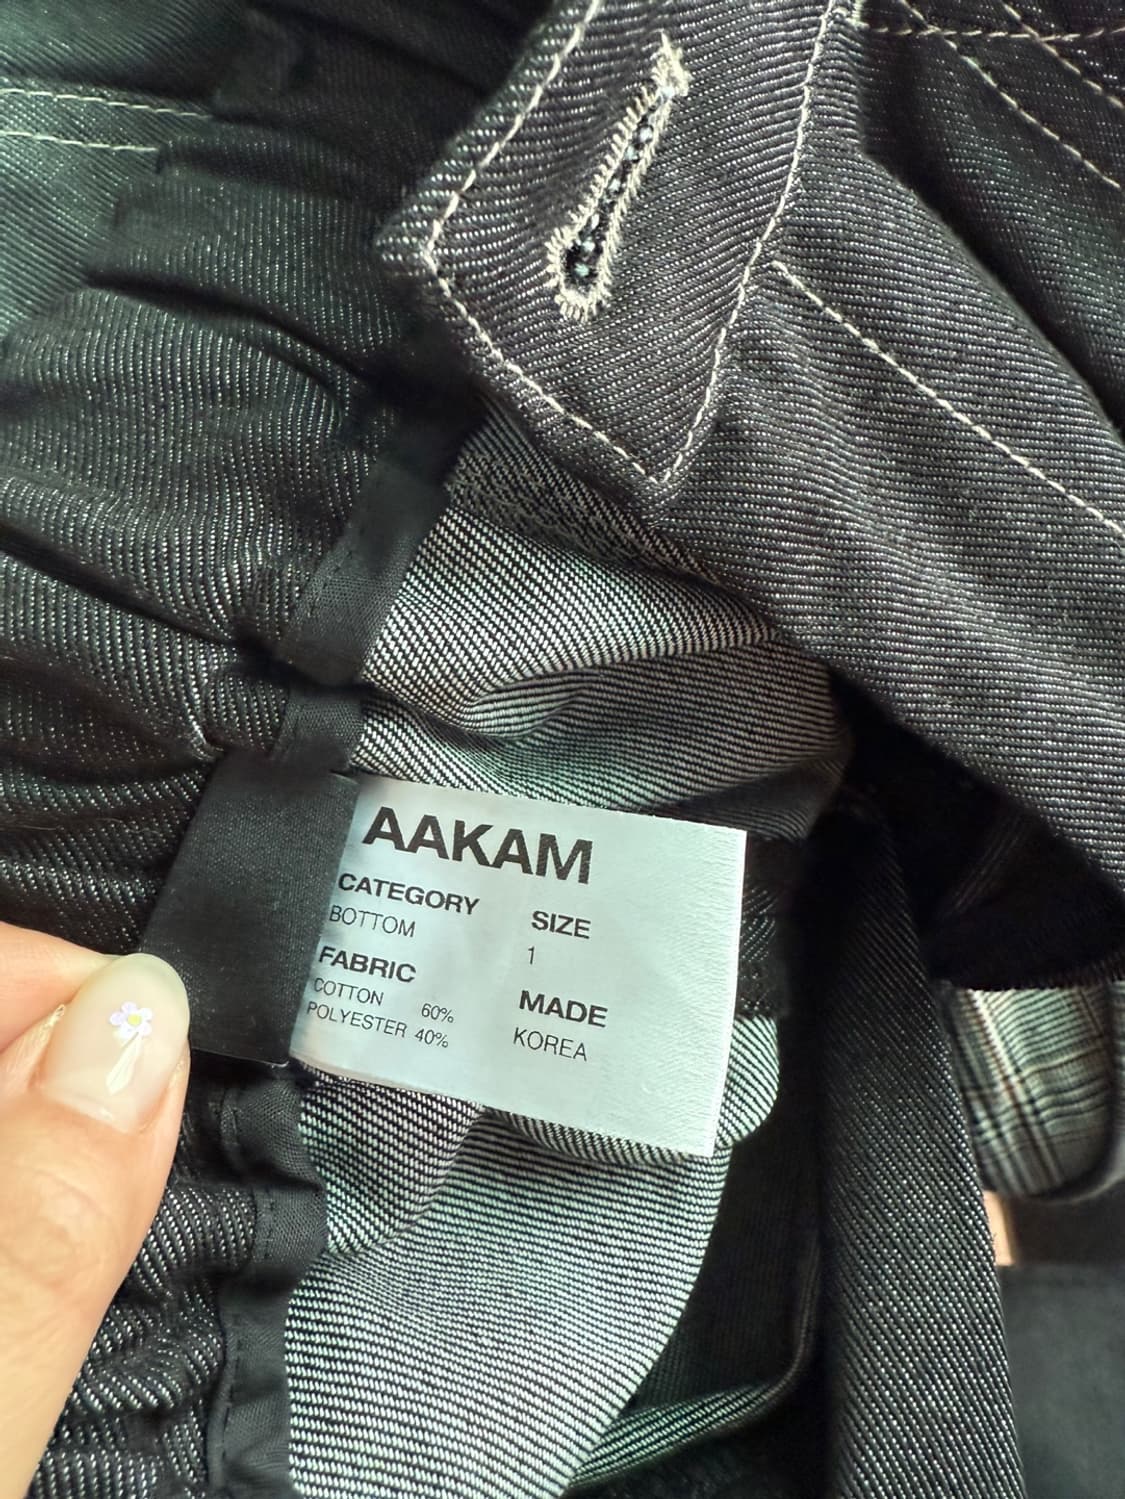 AAKAM
CATEGORY
BOTTOM
FABRIC
COTTON 60%
POLYESTER 40%
SIZE
1
MADE
KOREA